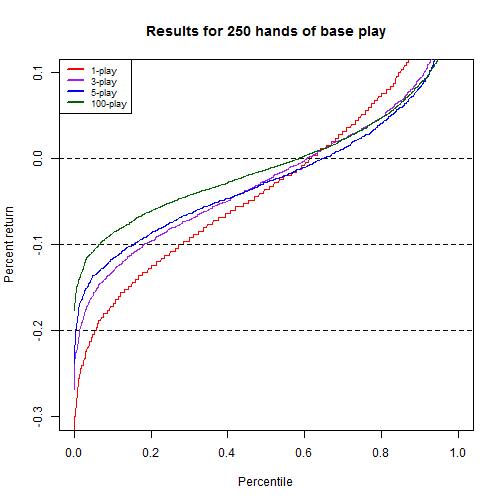 Results for 250 hands of base play
1-play
3-play
5-play
100-play
Percent return
0.1
0.0
-0.1
-0.2
-0.3
0.0 0.2 0.4 0.6 0.8 1.0
Percentile